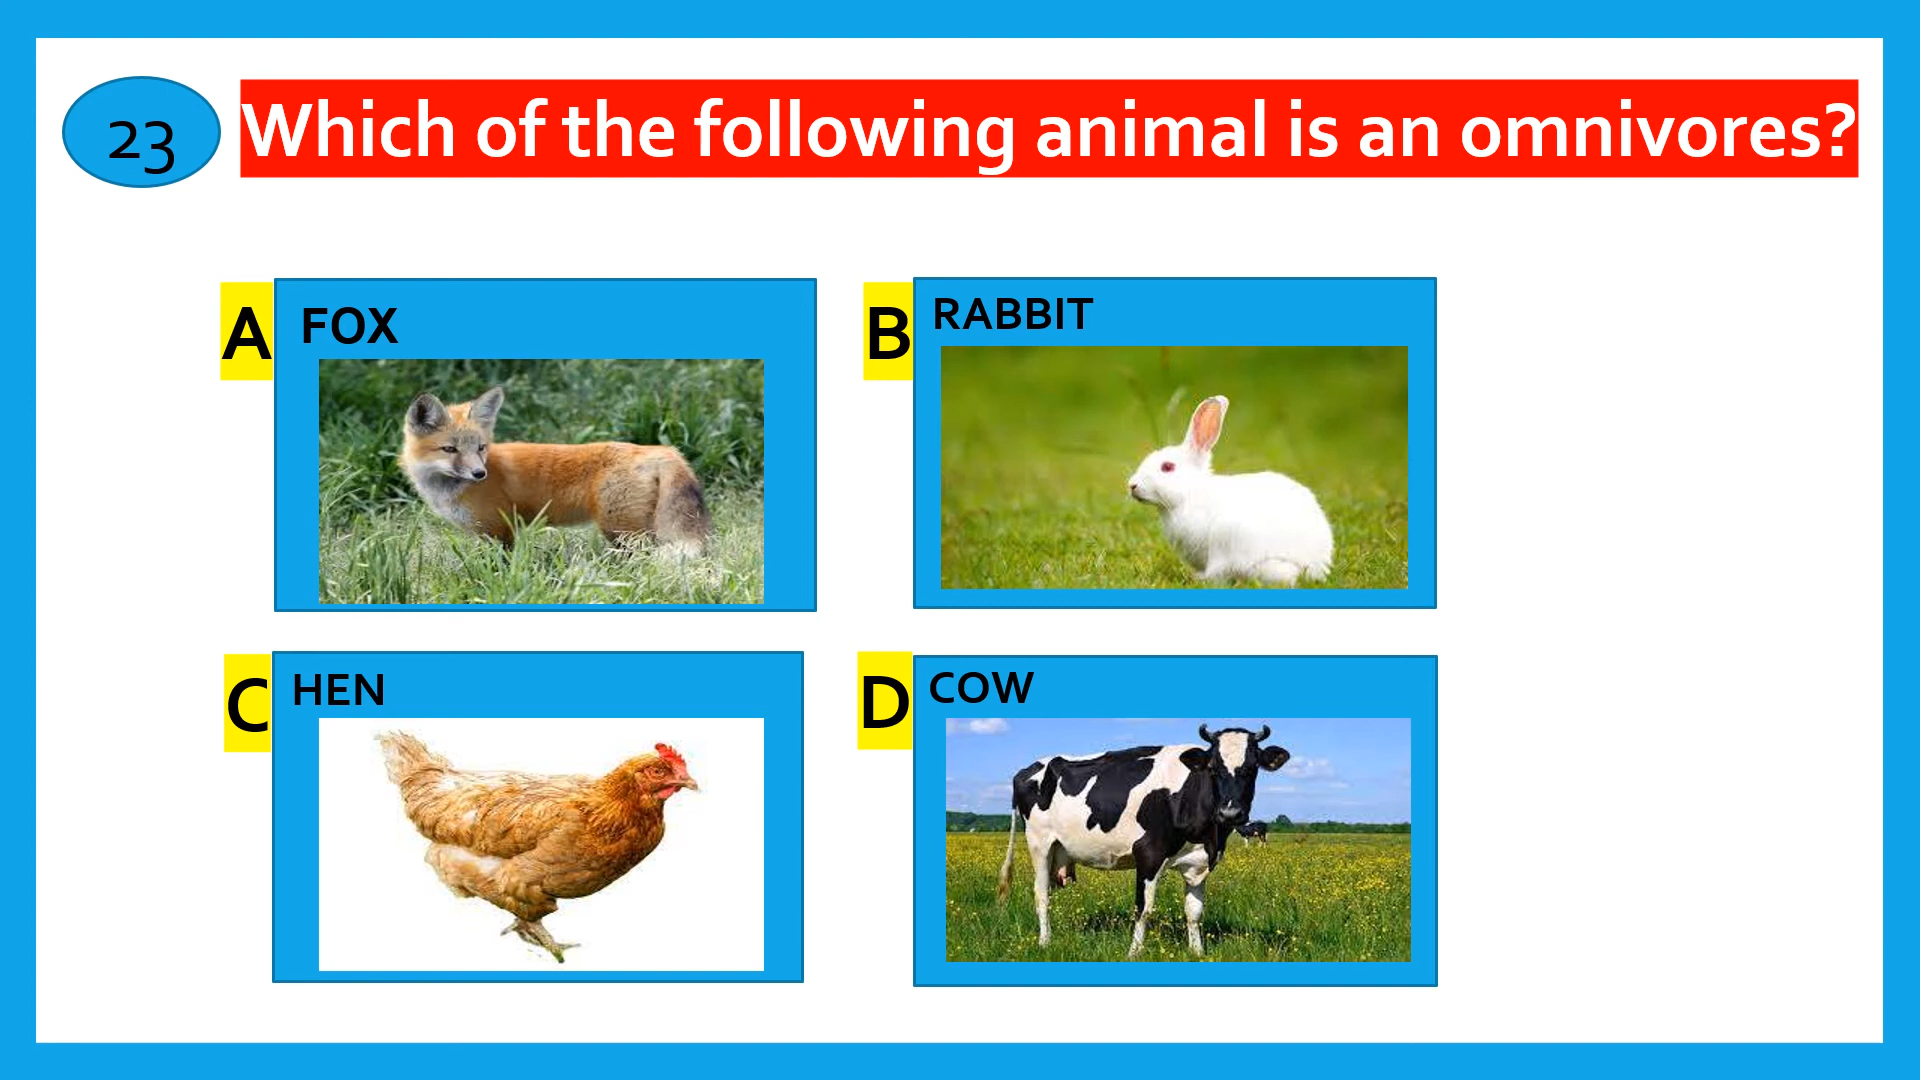 23
Which of the following animal is an omnivores?
A
FOX
B
RABBIT
C
HEN
D
COW